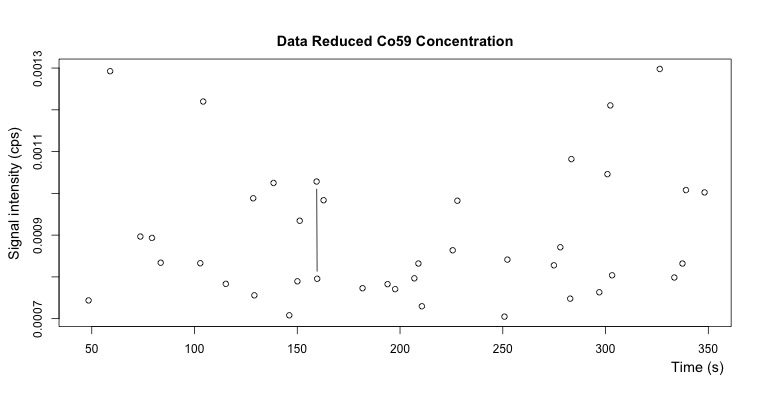 Data Reduced Co59 Concentration
Signal intensity (cps)
0.0013
0.0011
0.0009
0.0007
50 100 150 200 250 300 350
Time (s)